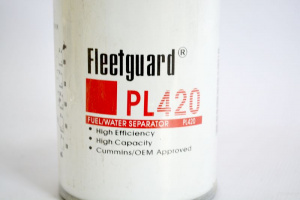 Fleetguard®
PL420
FUEL/WATER SEPARATOR PL420
• High Efficiency
• High Capacity
• Cummins/OEM Approved